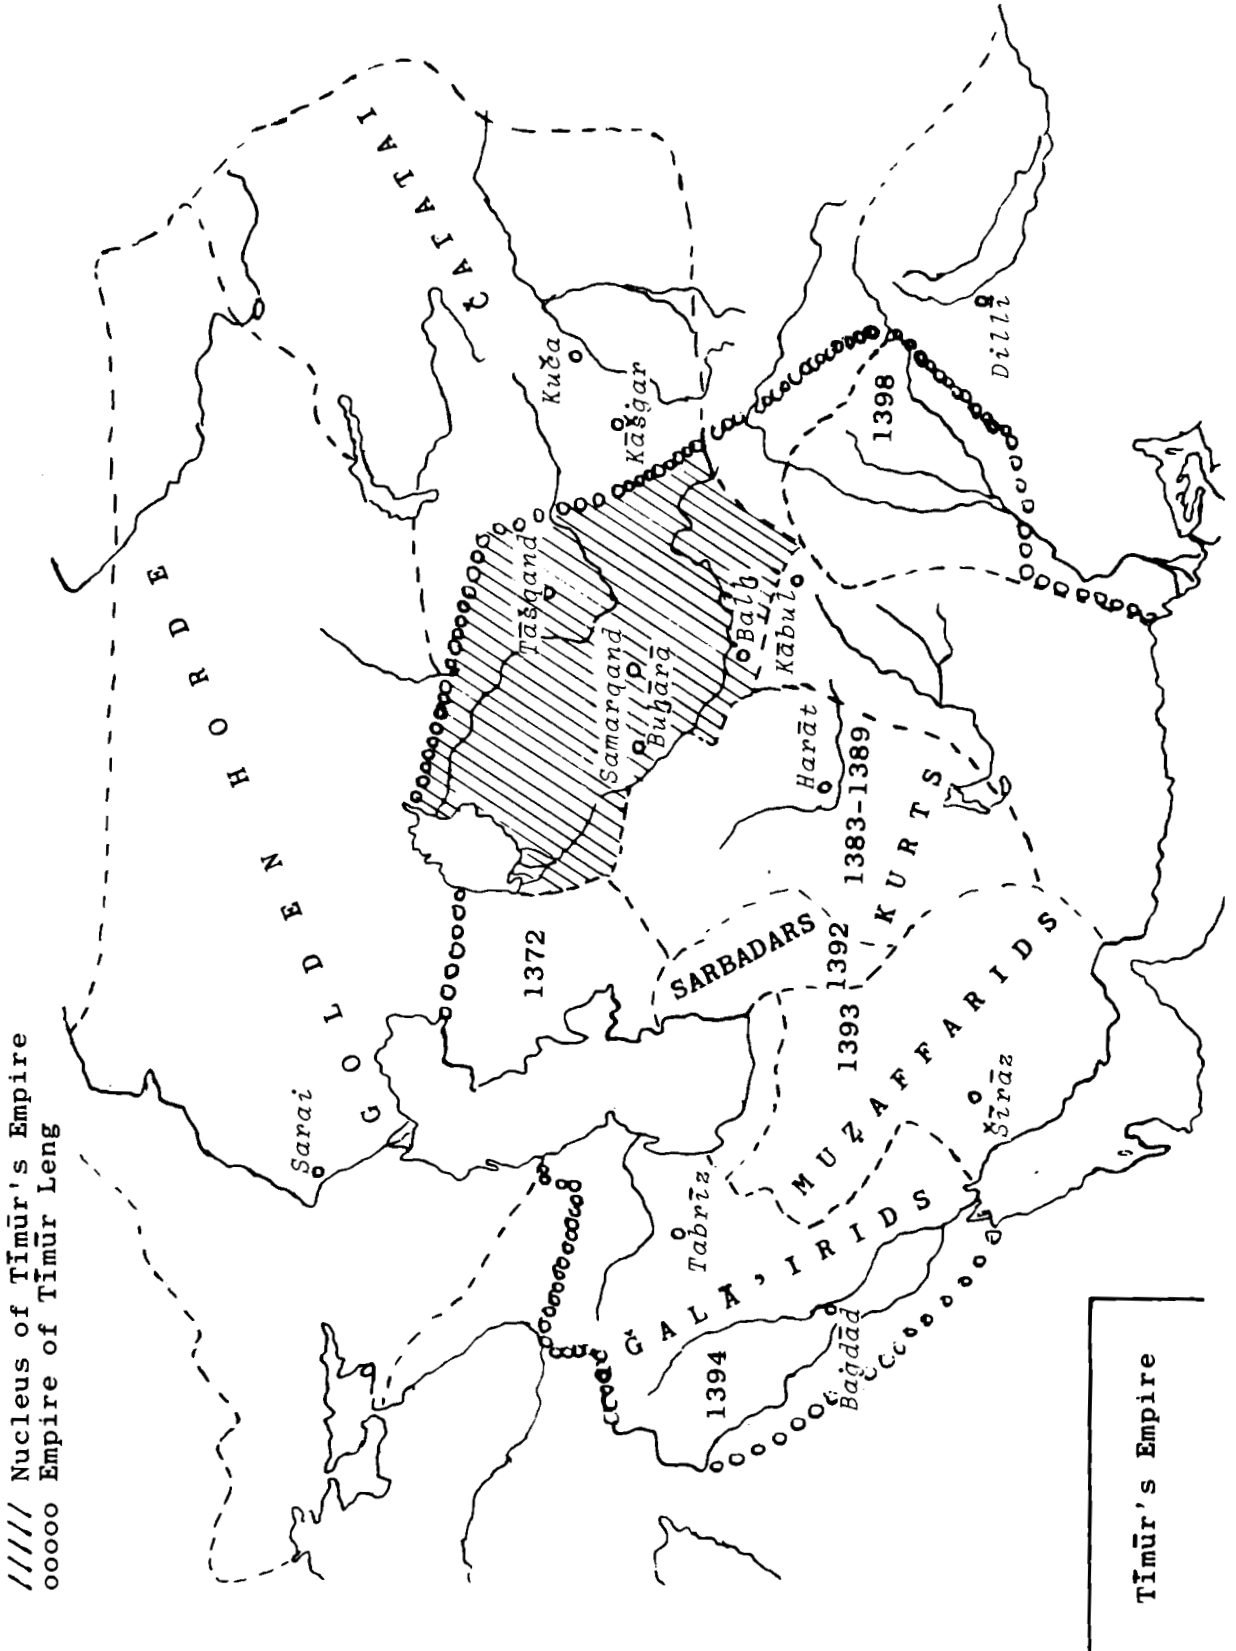 ///// Nucleus of Tīmūr's Empire
ooooo Empire of Tīmūr Leng
GOLDEN HORDE
ČAĠATAI
Sarai
Kuča
Kāšġar
1372
Tāšqand
Samarqand
Buḫārā
Balḫ
Kābul
1398
Dillī
SARBADARS
Harāt
1383-1389
KURTS
1392
1393
MUẒAFFARIDS
Šīrāz
Tabrīz
ǦALĀ'IRIDS
1394
Baġdād
Tīmūr's Empire